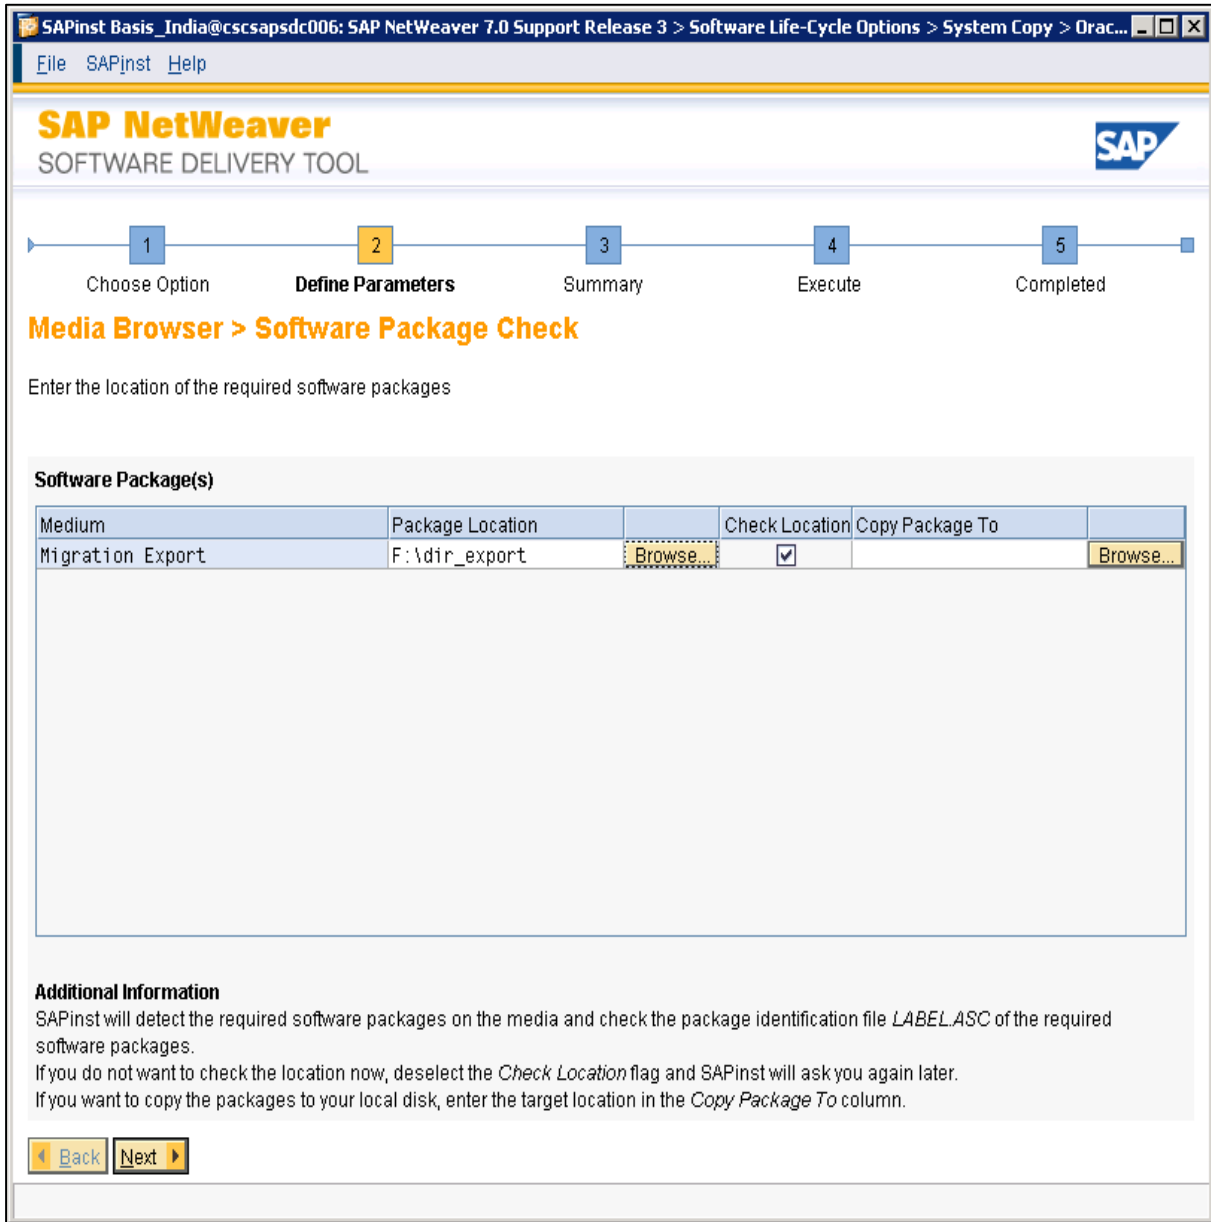 SAPinst Basis_India@cscsapsdc006: SAP NetWeaver 7.0 Support Release 3 > Software Life-Cycle Options > System Copy > Orac...
File SAPinst Help
SAP NetWeaver
SOFTWARE DELIVERY TOOL
SAP
1 2 3 4 5
Choose Option Define Parameters Summary Execute Completed
Media Browser > Software Package Check
Enter the location of the required software packages
Software Package(s)
Medium Package Location Check Location Copy Package To
Migration Export F:\dir_export Browse... Browse...
Additional Information
SAPinst will detect the required software packages on the media and check the package identification file LABEL.ASC of the required
software packages.
If you do not want to check the location now, deselect the Check Location flag and SAPinst will ask you again later.
If you want to copy the packages to your local disk, enter the target location in the Copy Package To column.
Back Next